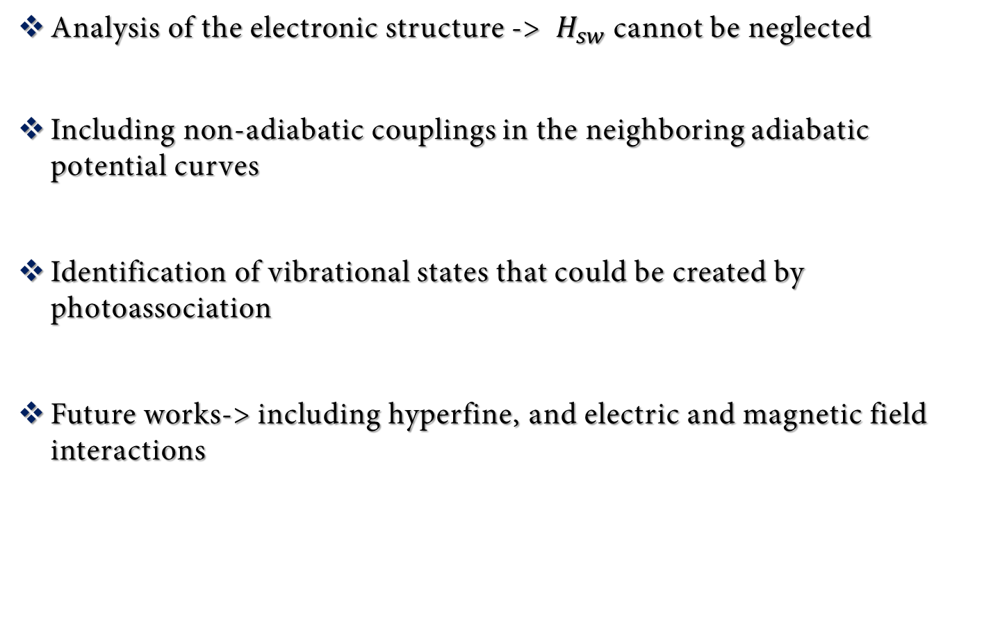 ❖ Analysis of the electronic structure -> H_sw cannot be neglected
❖ Including non-adiabatic couplings in the neighboring adiabatic
potential curves
❖ Identification of vibrational states that could be created by
photoassociation
❖ Future works-> including hyperfine, and electric and magnetic field
interactions